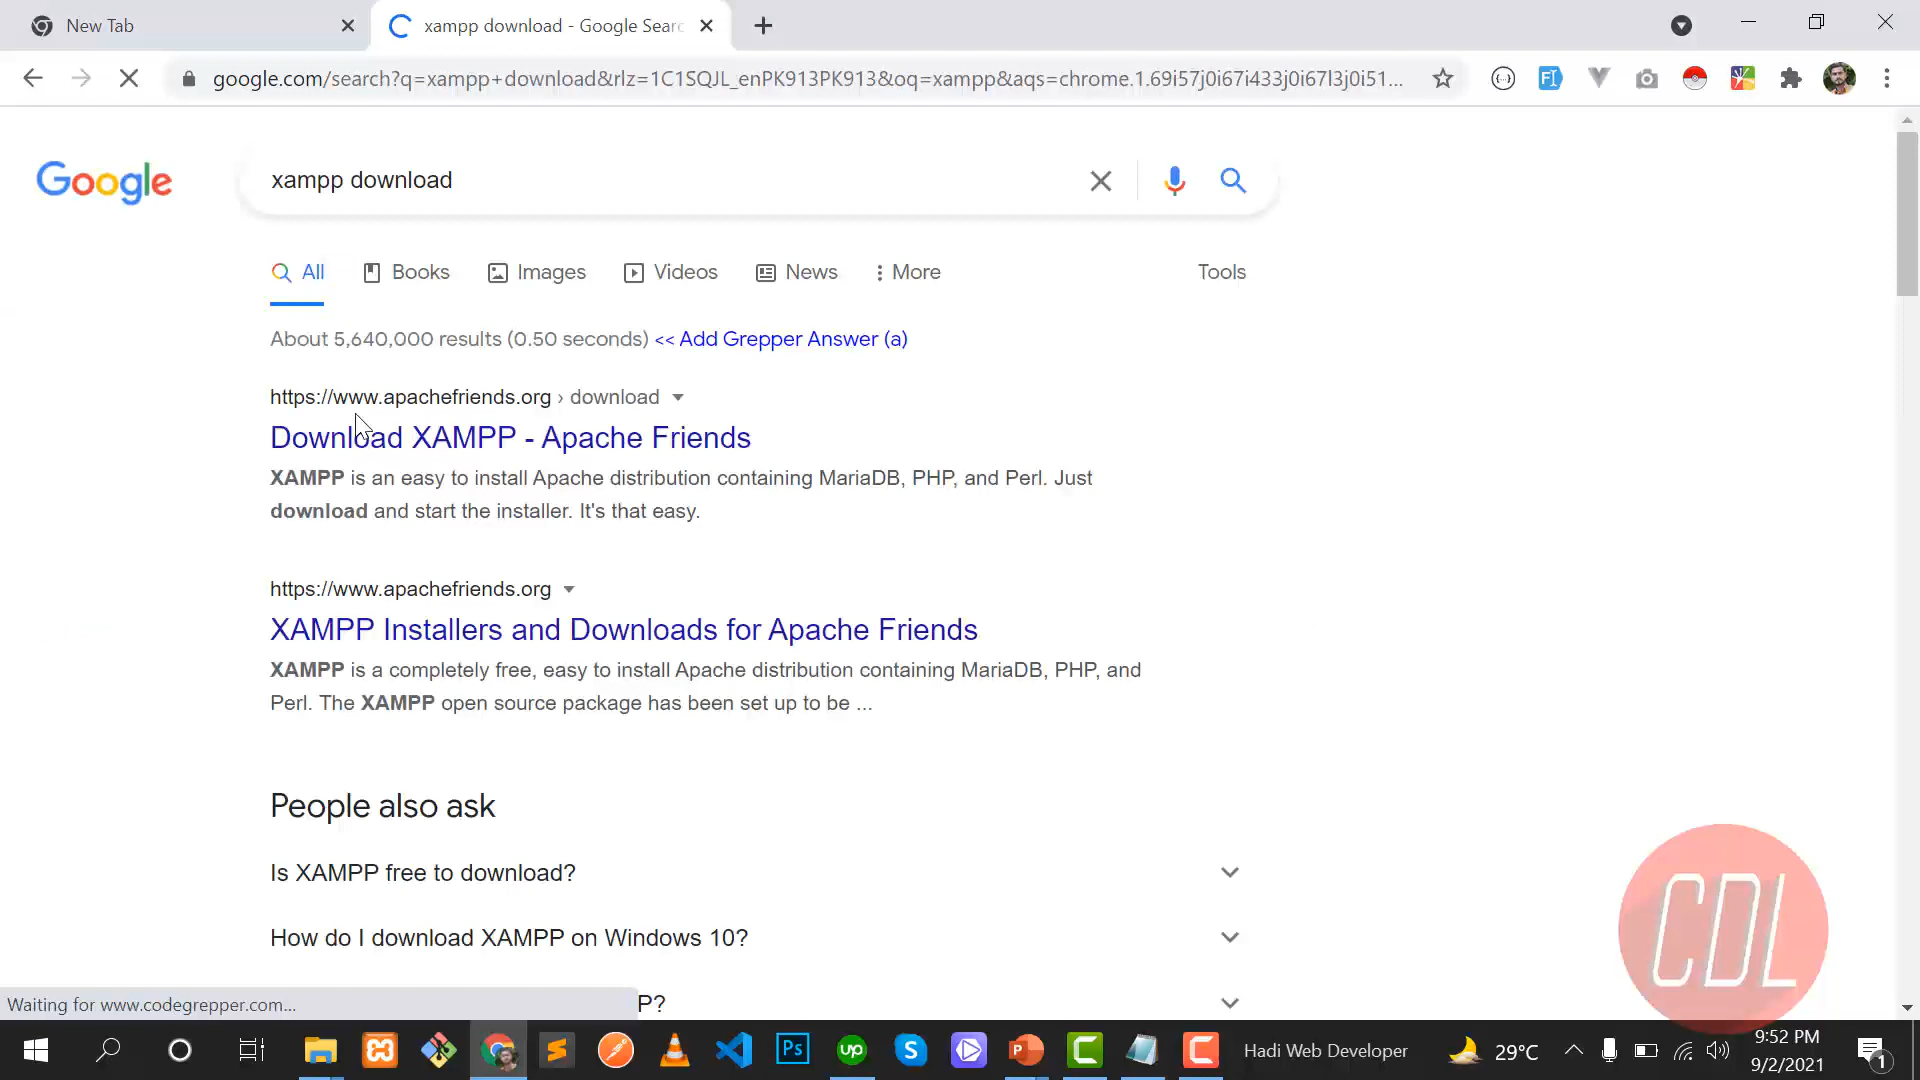 New Tab
xampp download - Google Sear
google.com/search?q=xampp+download&rlz=1C1SQJL_enPK913PK913&oq=xampp&aqs=chrome.1.69i57j0i67i433j0i67l3j0i51...
Google
xampp download
All
Books
Images
Videos
News
More
Tools
About 5,640,000 results (0.50 seconds) << Add Grepper Answer (a)
https://www.apachefriends.org › download
Download XAMPP - Apache Friends
XAMPP is an easy to install Apache distribution containing MariaDB, PHP, and Perl. Just
download and start the installer. It's that easy.
https://www.apachefriends.org
XAMPP Installers and Downloads for Apache Friends
XAMPP is a completely free, easy to install Apache distribution containing MariaDB, PHP, and
Perl. The XAMPP open source package has been set up to be ...
People also ask
Is XAMPP free to download?
How do I download XAMPP on Windows 10?
P?
Waiting for www.codegrepper.com...
CDL
Ps
up
S
P
Hadi Web Developer
29°C
9:52 PM
9/2/2021
1